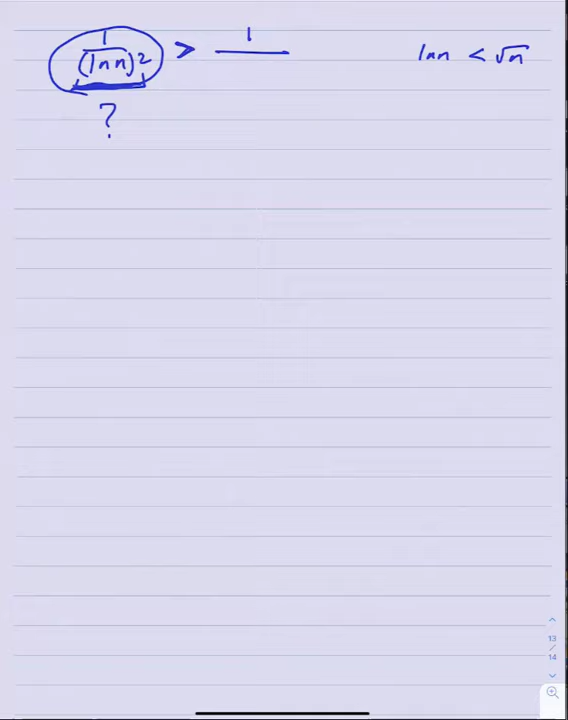 1/(ln n)² > 1/    ln n < √n
?
13
/
14